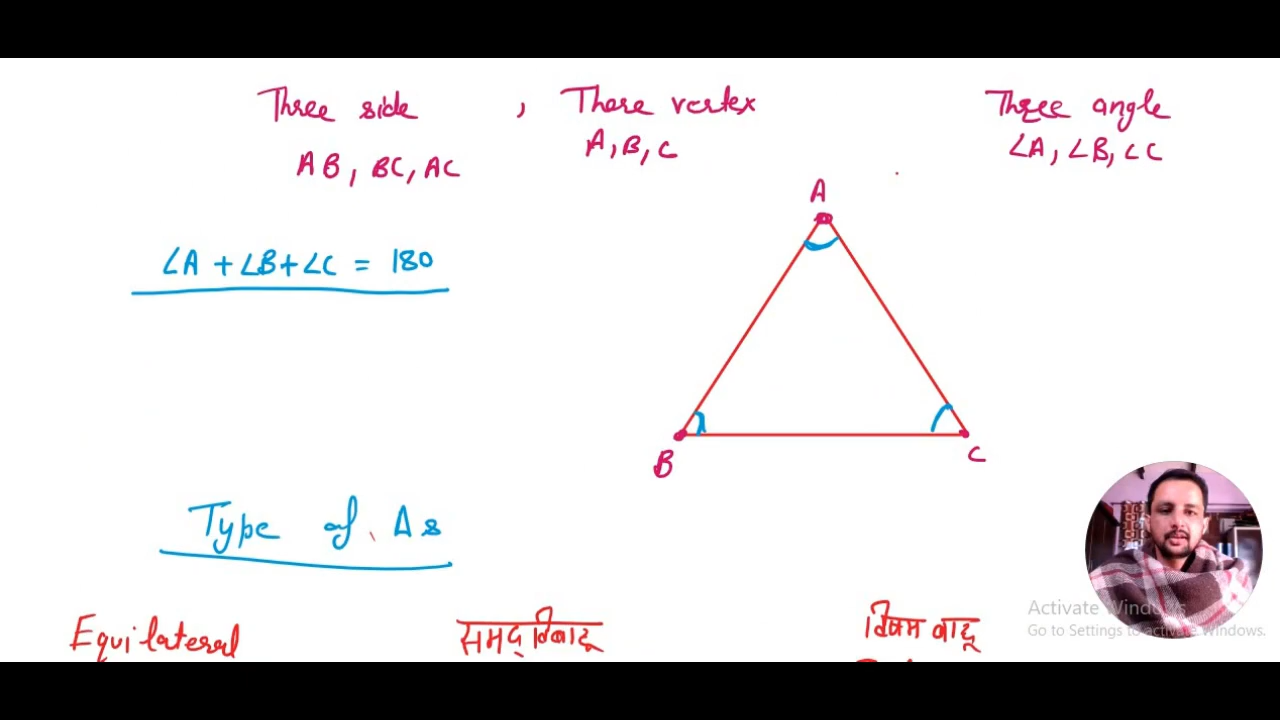 Three side , There vertex Three angle
AB, BC, AC A, B, C ∠A, ∠B, ∠C
A
∠A + ∠B + ∠C = 180
B C
Type of Δs
Activate Windows
Go to Settings to activate Windows.
Equilateral समद्विबाहू विषमबाहू